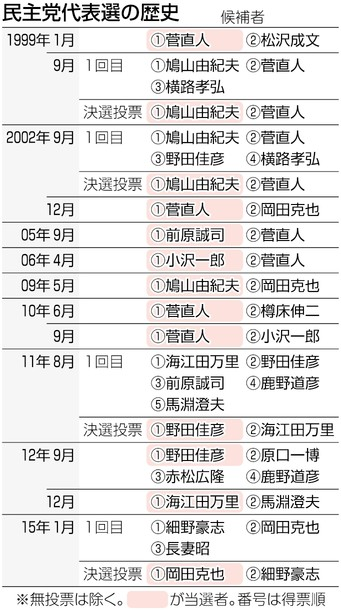 民主党代表選の歴史 候補者
1999年1月 ①菅直人 ②松沢成文
9月 1回目 ①鳩山由紀夫 ②菅直人
③横路孝弘
決選投票 ①鳩山由紀夫 ②菅直人
2002年9月 1回目 ①鳩山由紀夫 ②菅直人
③野田佳彦 ④横路孝弘
決選投票 ①鳩山由紀夫 ②菅直人
12月 ①菅直人 ②岡田克也
05年9月 ①前原誠司 ②菅直人
06年4月 ①小沢一郎 ②菅直人
09年5月 ①鳩山由紀夫 ②岡田克也
10年6月 ①菅直人 ②樽床伸二
9月 ①菅直人 ②小沢一郎
11年8月 1回目 ①海江田万里 ②野田佳彦
③前原誠司 ④鹿野道彦
⑤馬淵澄夫
決選投票 ①野田佳彦 ②海江田万里
12年9月 ①野田佳彦 ②原口一博
③赤松広隆 ④鹿野道彦
12月 ①海江田万里 ②馬淵澄夫
15年1月 1回目 ①細野豪志 ②岡田克也
③長妻昭
決選投票 ①岡田克也 ②細野豪志
※無投票は除く。 が当選者。番号は得票順